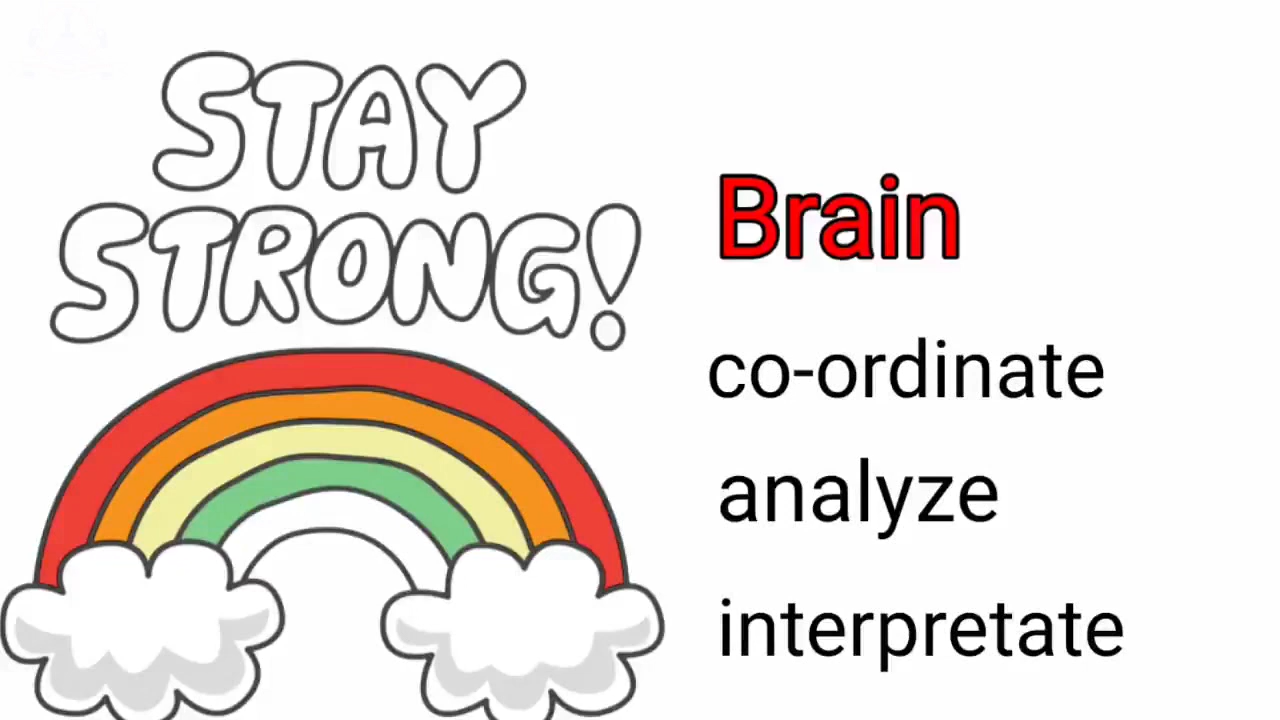 STAY
STRONG!
Brain
co-ordinate
analyze
interpretate